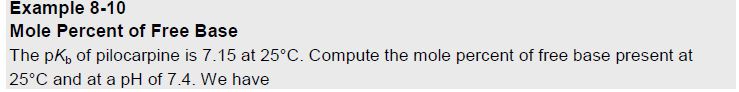 Example 8-10
Mole Percent of Free Base
The pK_b of pilocarpine is 7.15 at 25°C. Compute the mole percent of free base present at
25°C and at a pH of 7.4. We have